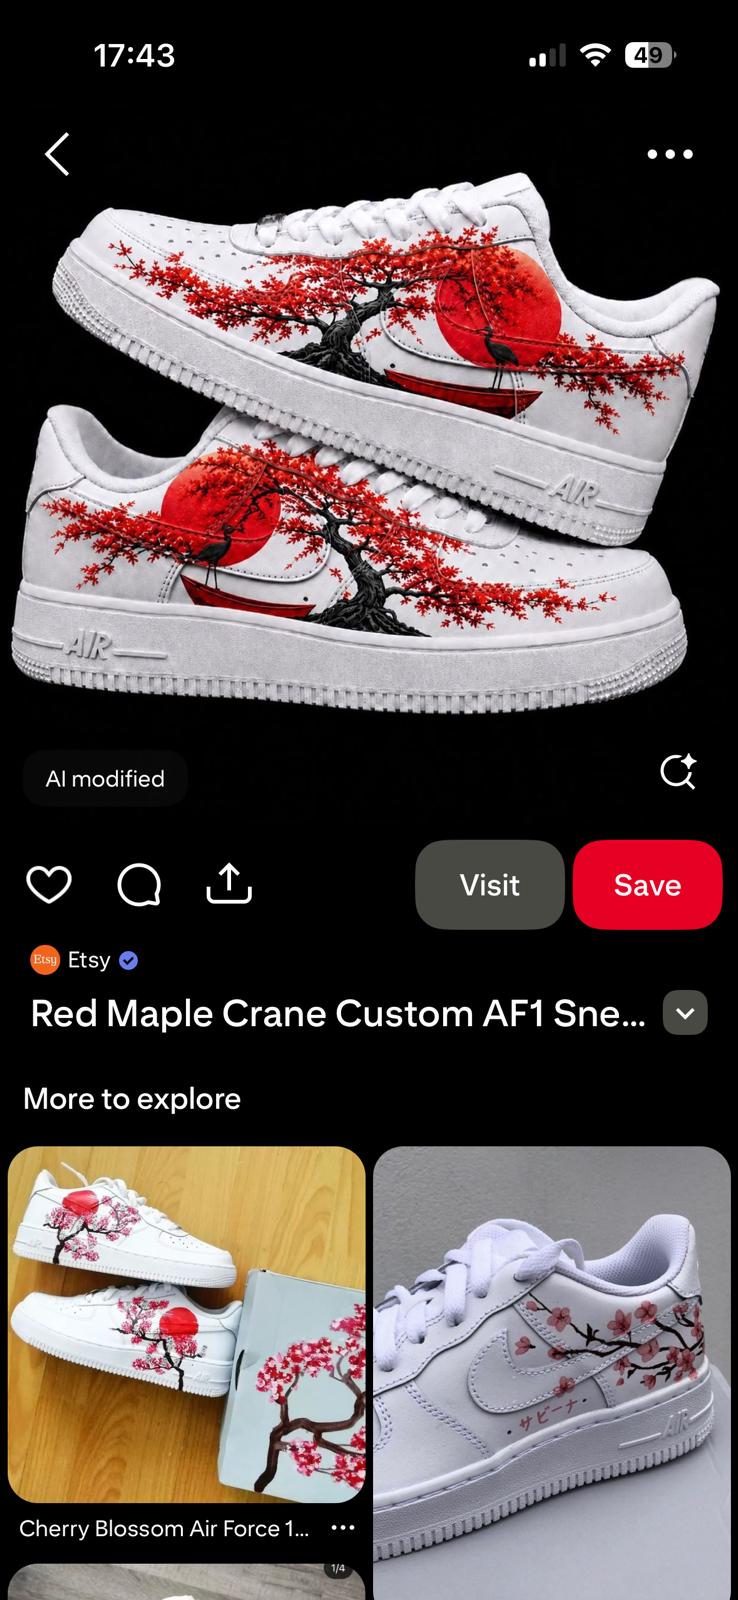 17:43
49
AIR
AIR
AI modified
Visit
Save
Etsy
Etsy
Red Maple Crane Custom AF1 Sne...
More to explore
サビーナ
AIR
Cherry Blossom Air Force 1...
1/4